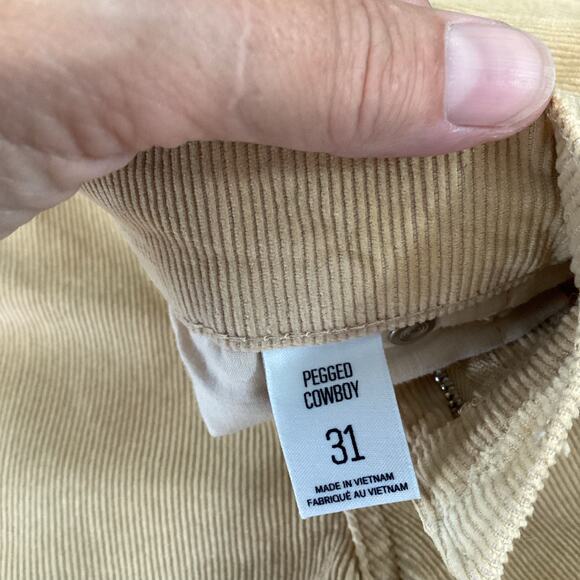 PEGGED
COWBOY
31
MADE IN VIETNAM
FABRIQUÉ AU VIETNAM